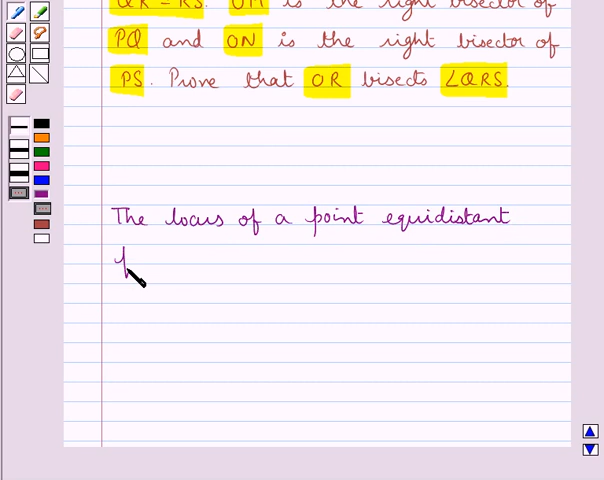 QR = RS. OM is the right bisector of
PQ and ON is the right bisector of
PS. Prove that OR bisects ∠QRS.
The locus of a point equidistant